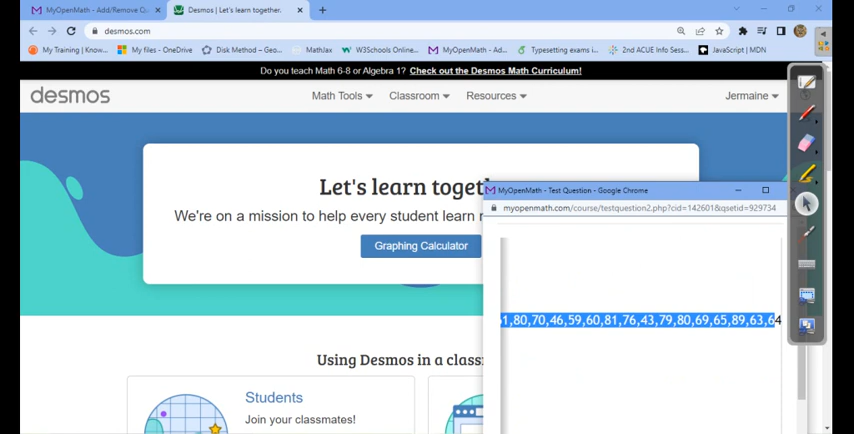 MyOpenMath - Add/Remove Qu
Desmos | Let's learn together.
desmos.com
My Training | Know...
My files - OneDrive
Disk Method – Geo...
MathJax
W3Schools Online...
MyOpenMath - Ad...
Typesetting exams i...
2nd ACUE Info Sess...
JavaScript | MDN
Do you teach Math 6-8 or Algebra 1? Check out the Desmos Math Curriculum!
desmos
Math Tools
Classroom
Resources
Jermaine
Let's learn togeth
We're on a mission to help every student learn
Graphing Calculator
MyOpenMath - Test Question - Google Chrome
myopenmath.com/course/testquestion2.php?cid=142601&qsetid=929734
1,80,70,46,59,60,81,76,43,79,80,69,65,89,63,64
Using Desmos in a class
Students
Join your classmates!